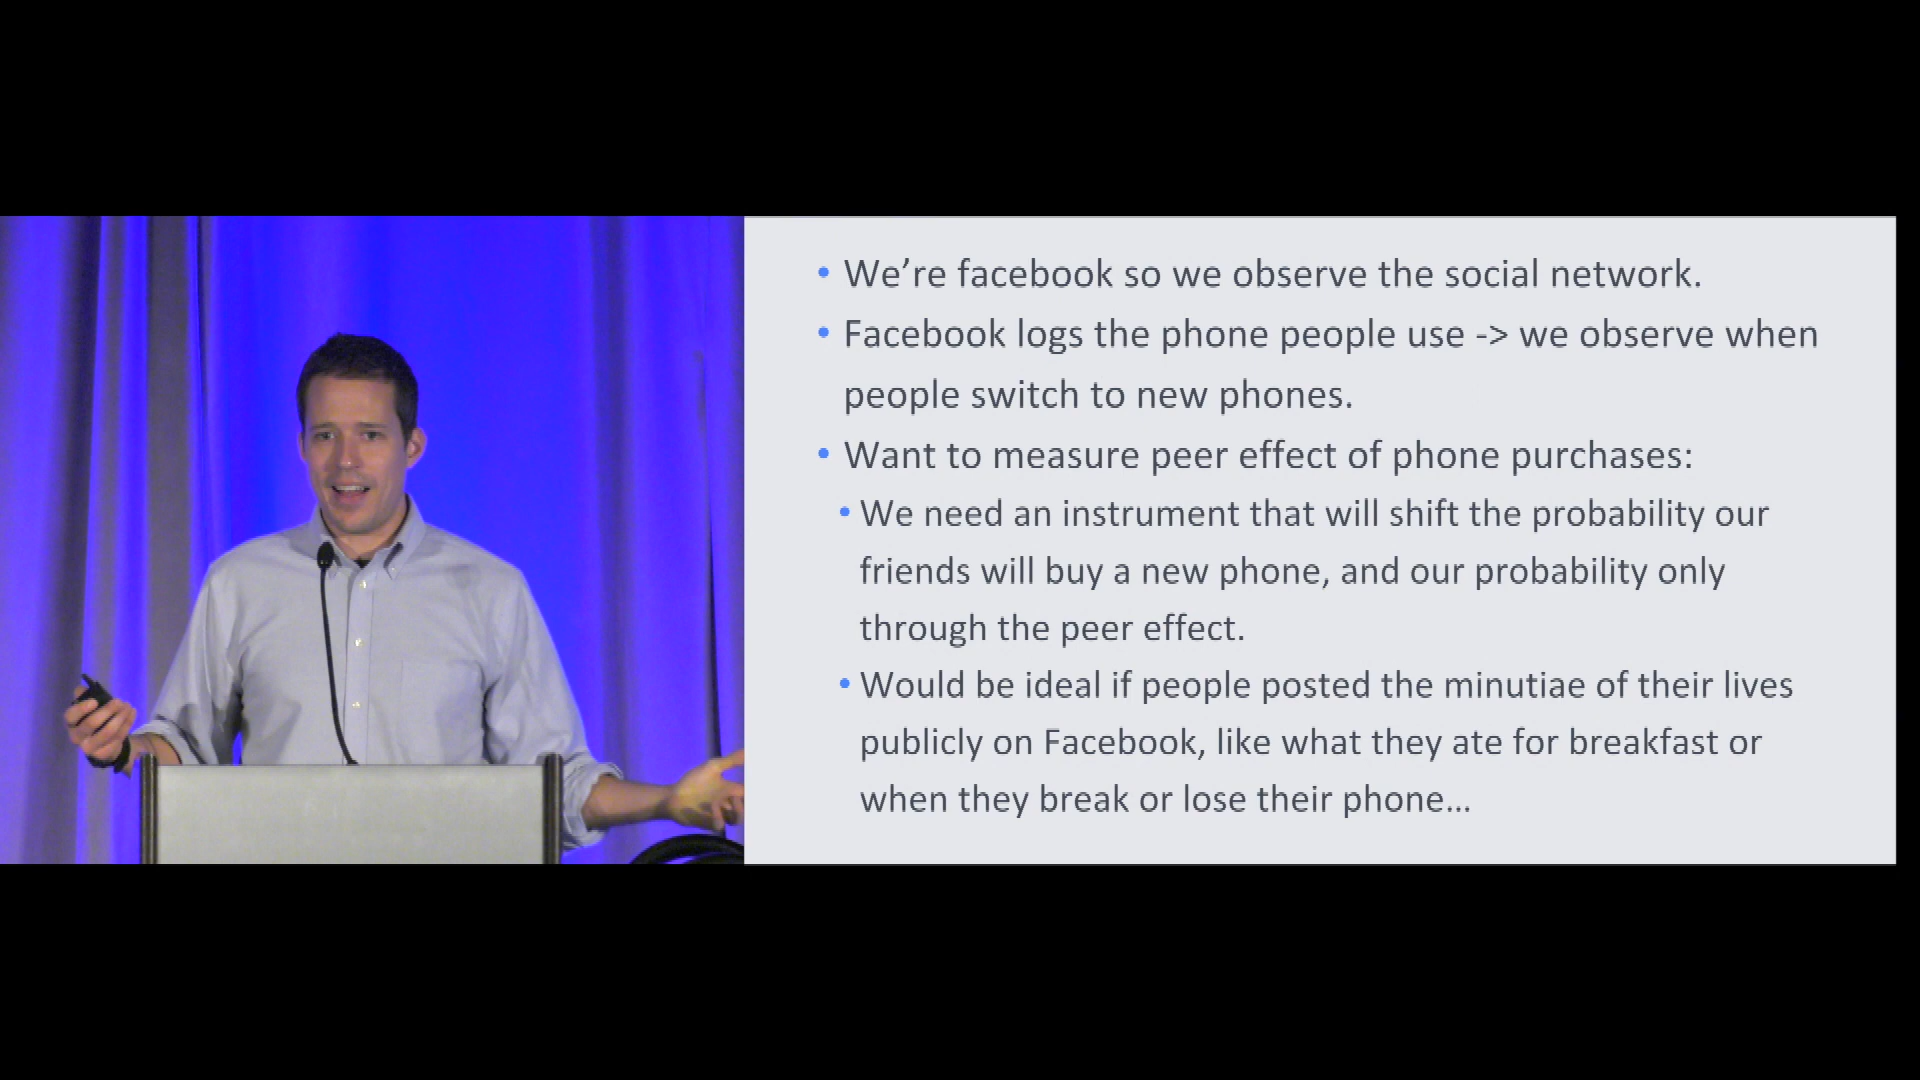 • We’re facebook so we observe the social network.
• Facebook logs the phone people use -> we observe when
people switch to new phones.
• Want to measure peer effect of phone purchases:
• We need an instrument that will shift the probability our
friends will buy a new phone, and our probability only
through the peer effect.
• Would be ideal if people posted the minutiae of their lives
publicly on Facebook, like what they ate for breakfast or
when they break or lose their phone...